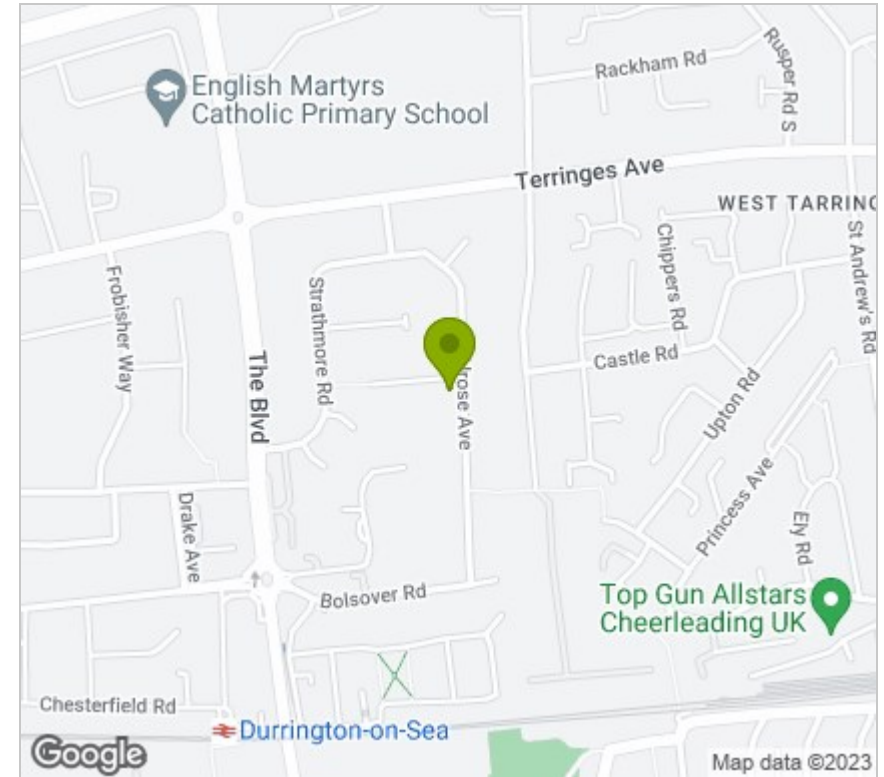 Rackham Rd
Rusper Rd S
English Martyrs
Catholic Primary School
Terringes Ave
WEST TARRING
St Andrew's Rd
Chippers Rd
Frobisher Way
Strathmore Rd
The Blvd
lrose Ave
Castle Rd
Upton Rd
Princess Ave
Drake Ave
Ely Rd
Bolsover Rd
Top Gun Allstars
Cheerleading UK
Chesterfield Rd
Durrington-on-Sea
Google
Map data ©2023